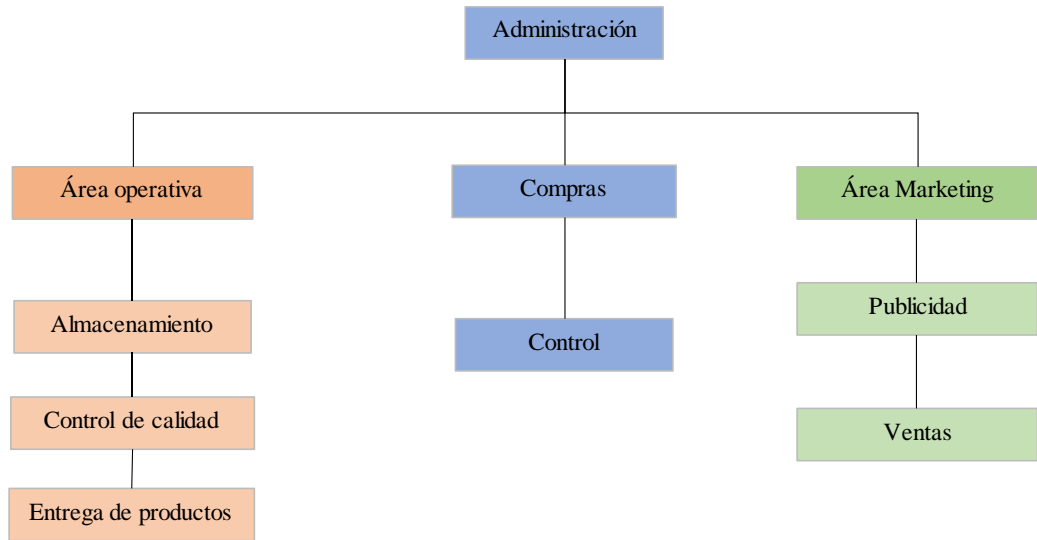 Administración
Área operativa
Compras
Área Marketing
Almacenamiento
Publicidad
Control
Control de calidad
Ventas
Entrega de productos